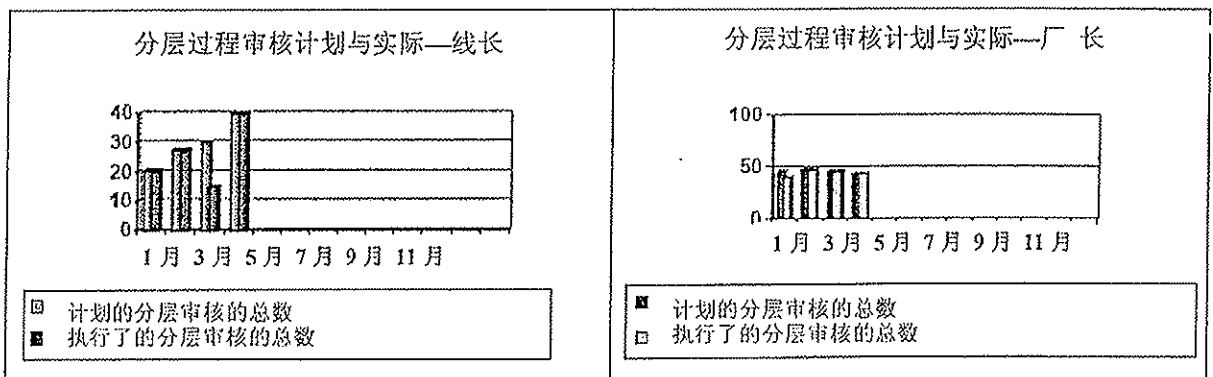 分层过程审核计划与实际—线长
40
30
20
10
0
1月 3月 5月 7月 9月 11月
计划的分层审核的总数
执行了的分层审核的总数
分层过程审核计划与实际—厂 长
100
50
0
1月 3月 5月 7月 9月 11月
计划的分层审核的总数
执行了的分层审核的总数